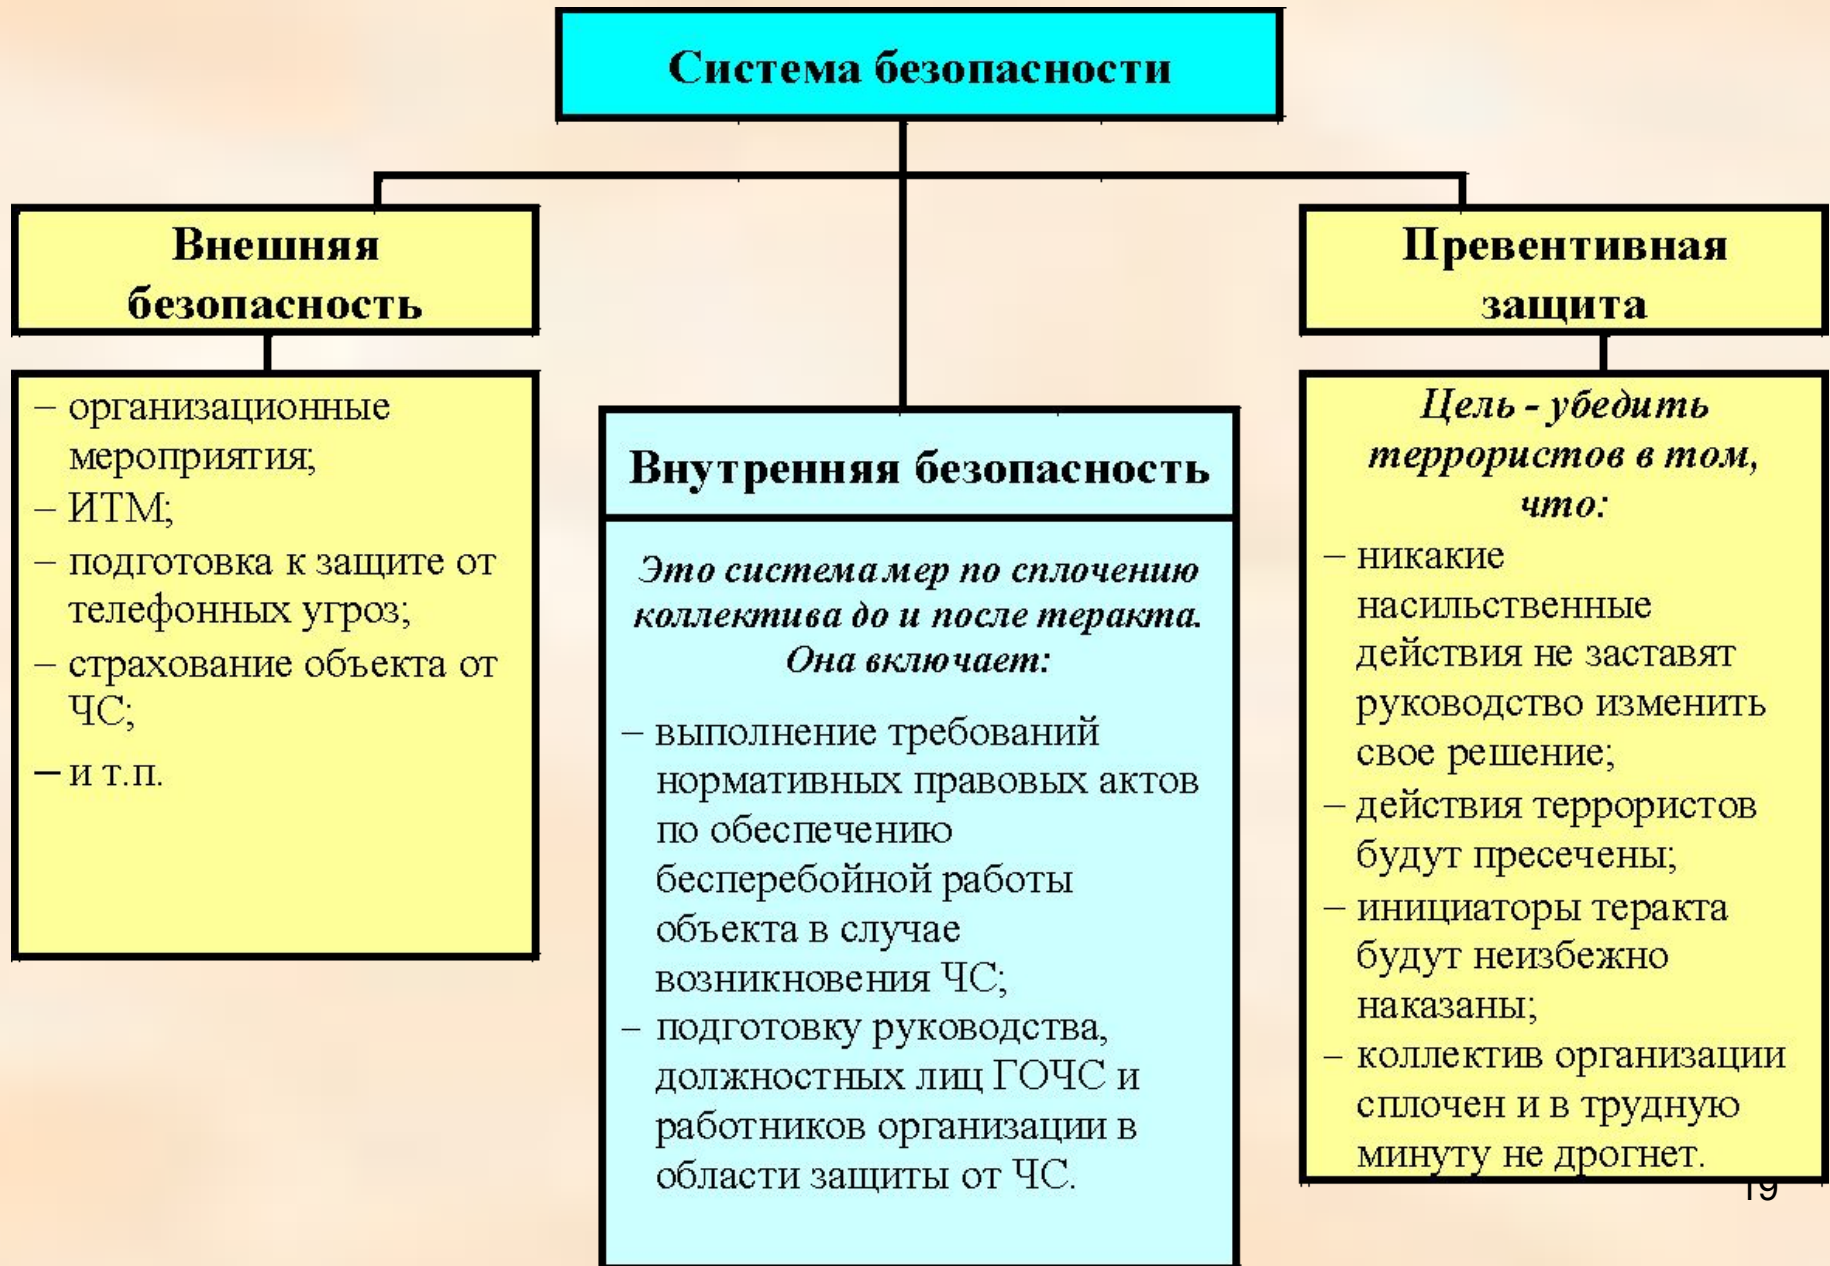 Система безопасности
Внешняя
безопасность
– организационные
мероприятия;
– ИТМ;
– подготовка к защите от
телефонных угроз;
– страхование объекта от
ЧС;
– и т.п.
Внутренняя безопасность
Это система мер по сплочению
коллектива до и после теракта.
Она включает:
– выполнение требований
нормативных правовых актов
по обеспечению
бесперебойной работы
объекта в случае
возникновения ЧС;
– подготовку руководства,
должностных лиц ГОЧС и
работников организации в
области защиты от ЧС.
Превентивная
защита
Цель - убедить
террористов в том,
что:
– никакие
насильственные
действия не заставят
руководство изменить
свое решение;
– действия террористов
будут пресечены;
– инициаторы теракта
будут неизбежно
наказаны;
– коллектив организации
сплочен и в трудную
минуту не дрогнет.
19